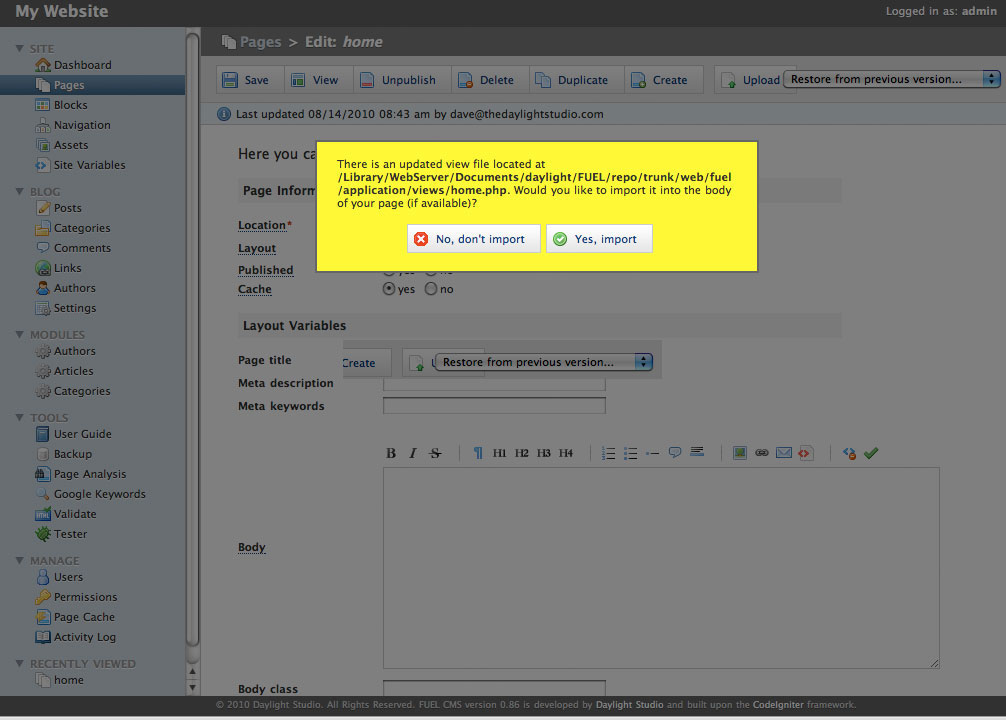 My Website
Logged in as: admin
SITE
Dashboard
Pages
Blocks
Navigation
Assets
Site Variables
BLOG
Posts
Categories
Comments
Links
Authors
Settings
MODULES
Authors
Articles
Categories
TOOLS
User Guide
Backup
Page Analysis
Google Keywords
Validate
Tester
MANAGE
Users
Permissions
Page Cache
Activity Log
RECENTLY VIEWED
home
Pages > Edit: home
Save View Unpublish Delete Duplicate Create Upload Restore from previous version...
Last updated 08/14/2010 08:43 am by dave@thedaylightstudio.com
Here you ca
There is an updated view file located at
/Library/WebServer/Documents/daylight/FUEL/repo/trunk/web/fuel
/application/views/home.php. Would you like to import it into the body
of your page (if available)?
No, don't import Yes, import
Page Inform
Location*
Layout
Published yes no
Cache yes no
Layout Variables
Page title Create U Restore from previous version...
Meta description
Meta keywords
B I S ¶ H1 H2 H3 H4
Body
Body class
© 2010 Daylight Studio. All Rights Reserved. FUEL CMS version 0.86 is developed by Daylight Studio and built upon the CodeIgniter framework.